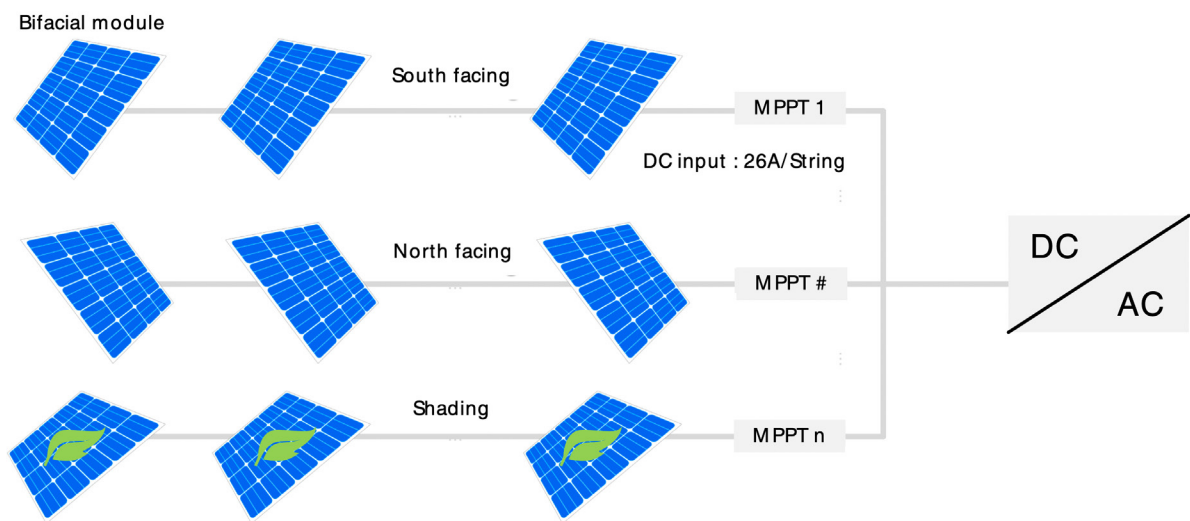 Bifacial module
South facing
...
MPPT 1
DC input : 26A/String
North facing
...
MPPT #
DC
AC
Shading
...
MPPT n